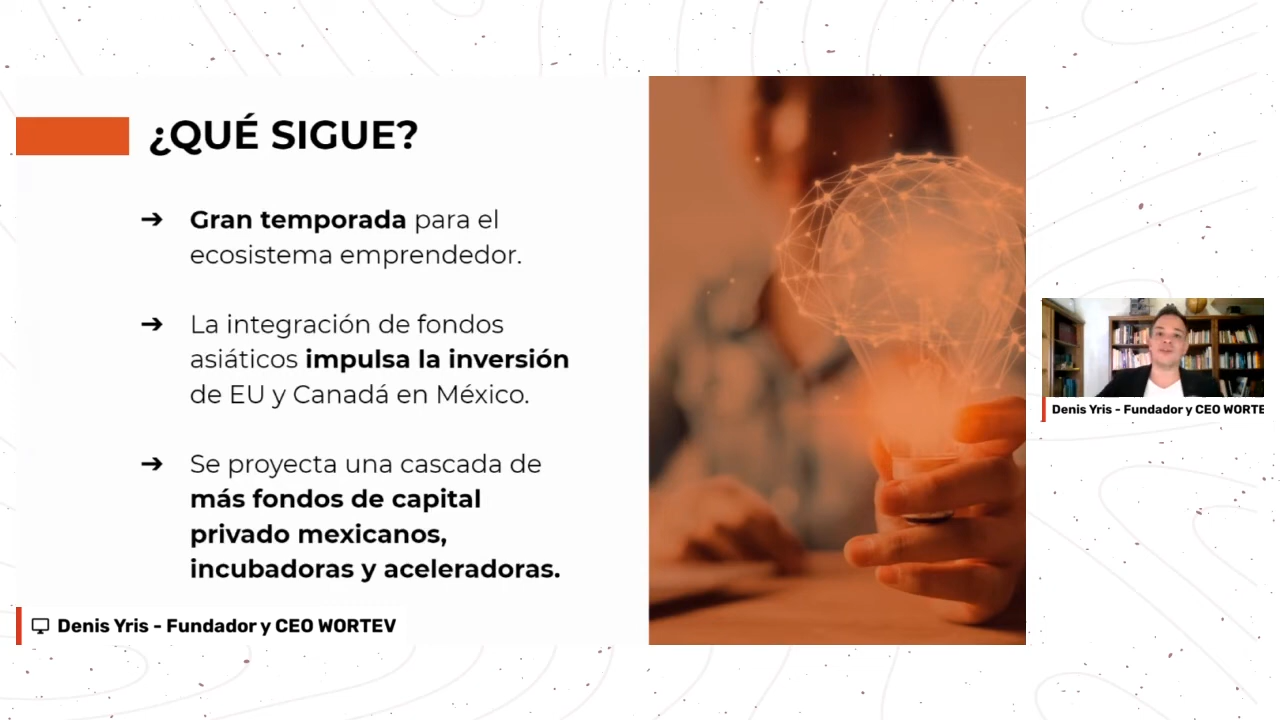 ¿QUÉ SIGUE?
➔ Gran temporada para el
ecosistema emprendedor.
➔ La integración de fondos
asiáticos impulsa la inversión
de EU y Canadá en México.
➔ Se proyecta una cascada de
más fondos de capital
privado mexicanos,
incubadoras y aceleradoras.
Denis Yris - Fundador y CEO WORTEV
Denis Yris - Fundador y CEO WORTE